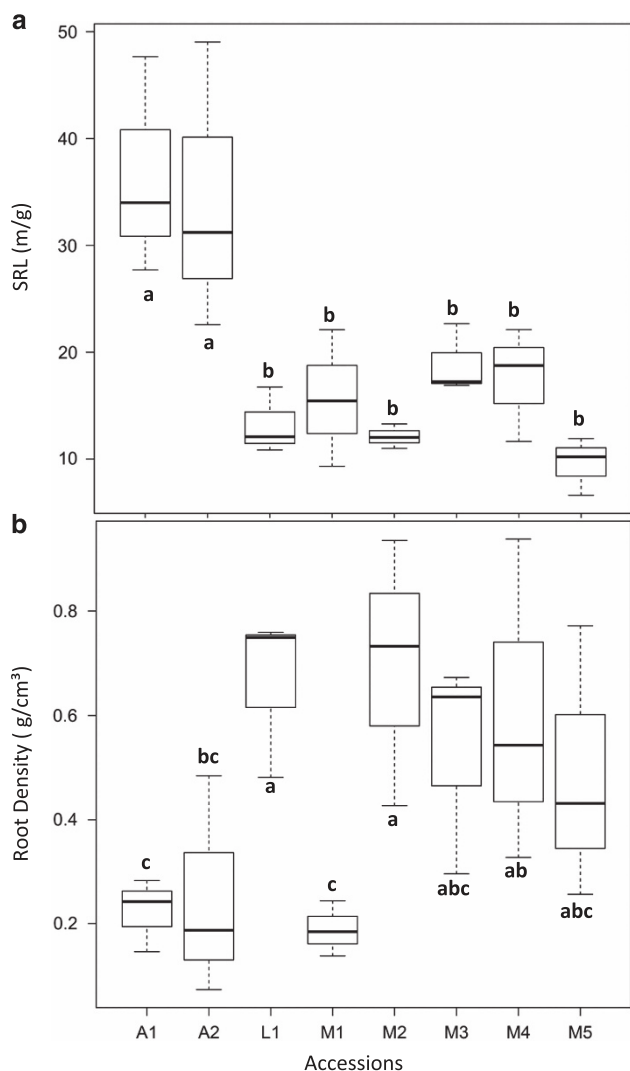 a
50
40
30
20
10
SRL (m/g)
a
a
b
b
b
b
b
b
b
0.8
0.6
0.4
0.2
Root Density ( g/cm³)
c
bc
a
c
a
abc
ab
abc
A1 A2 L1 M1 M2 M3 M4 M5
Accessions